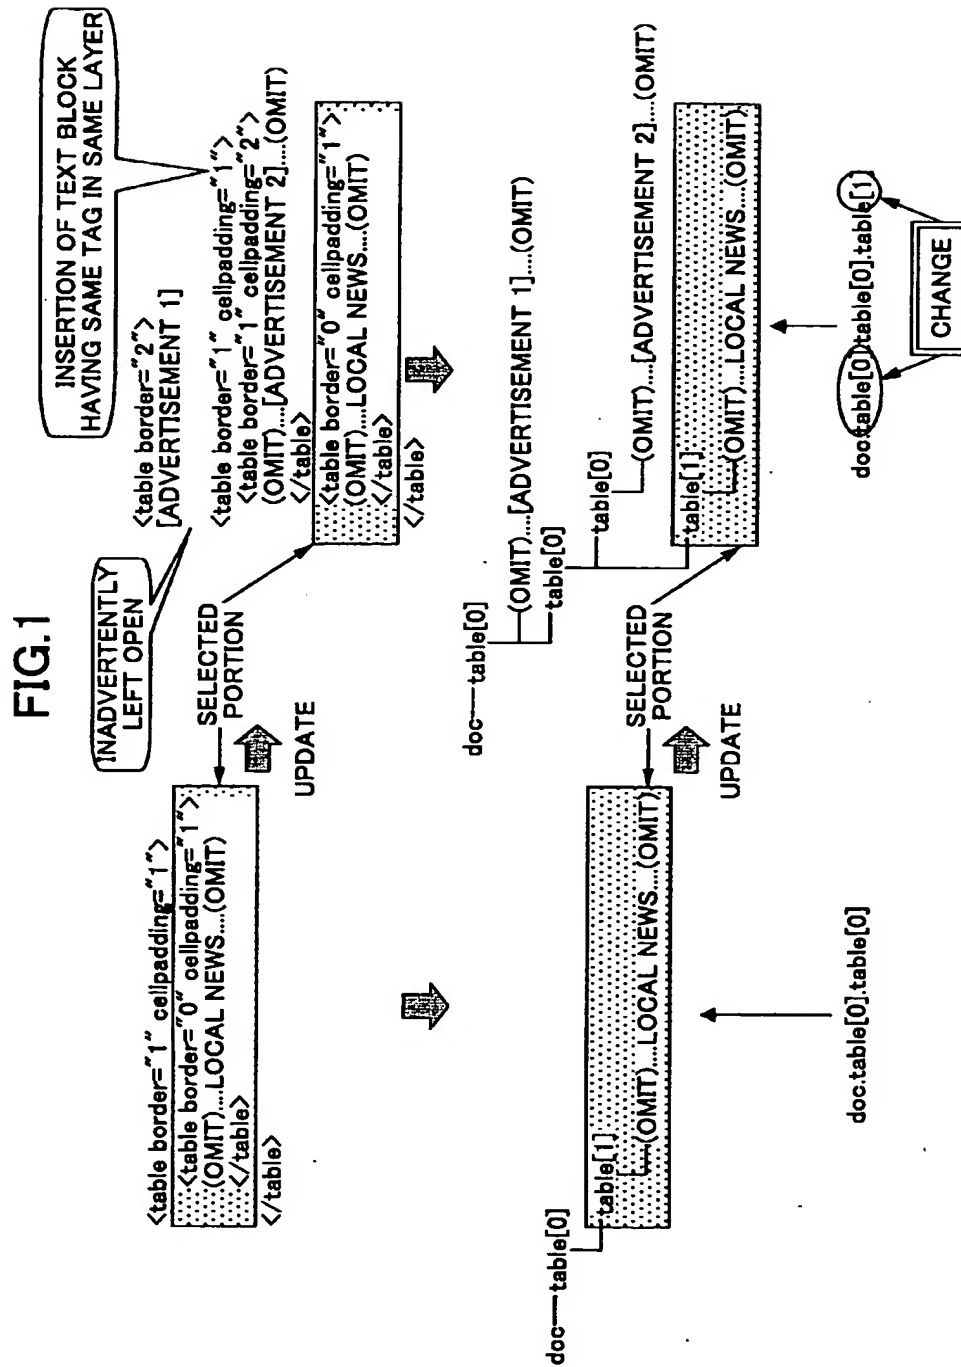 FIG.1
<table border="1" cellpadding="1">
<table border="0" cellpadding="1">
(OMIT)....LOCAL NEWS....(OMIT)
</table>
</table>
SELECTED
PORTION
UPDATE
INADVERTENTLY
LEFT OPEN
INSERTION OF TEXT BLOCK
HAVING SAME TAG IN SAME LAYER
<table border="2">
[ADVERTISEMENT 1]
<table border="1" cellpadding="1">
<table border="1" cellpadding="2">
(OMIT)....[ADVERTISEMENT 2]....(OMIT)
</table>
<table border="0" cellpadding="1">
(OMIT)....LOCAL NEWS....(OMIT)
</table>
</table>
doc table[0]
table[1]
(OMIT)....LOCAL NEWS....(OMIT)
doc.table[0].table[0]
SELECTED
PORTION
UPDATE
doc table[0]
(OMIT)....[ADVERTISEMENT 1]....(OMIT)
table[0]
table[0]
(OMIT)....[ADVERTISEMENT 2]....(OMIT)
table[1]
(OMIT)....LOCAL NEWS....(OMIT)
doc.table[0].table[0].table[1]
CHANGE